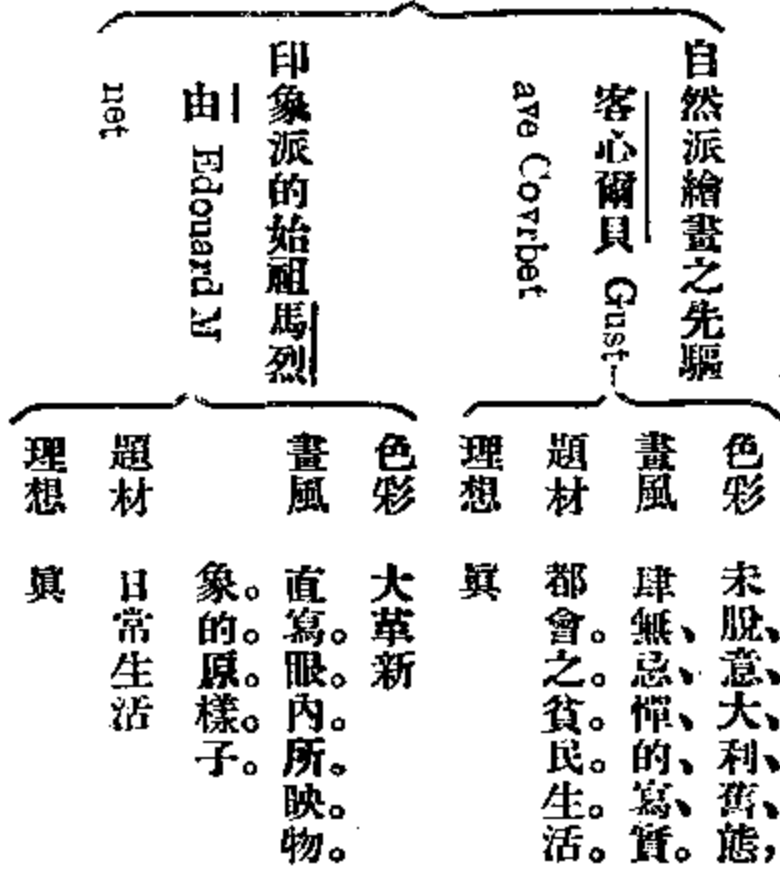 自然派繪畫之先驅
客心爾貝 Gust-
ave Covrbet
色彩 未脫、意、大、利、舊、態，
畫風 肆無、忌、憚的、寫、實。
題材 都會。之。貧。民。生。活。
理想 眞
印象派的始祖馬烈
由 Edouard M
net
色彩 大革新
畫風 直寫。眼。內。所。映。物。
象。的。原。樣。子。
題材 日常生活
理想 眞